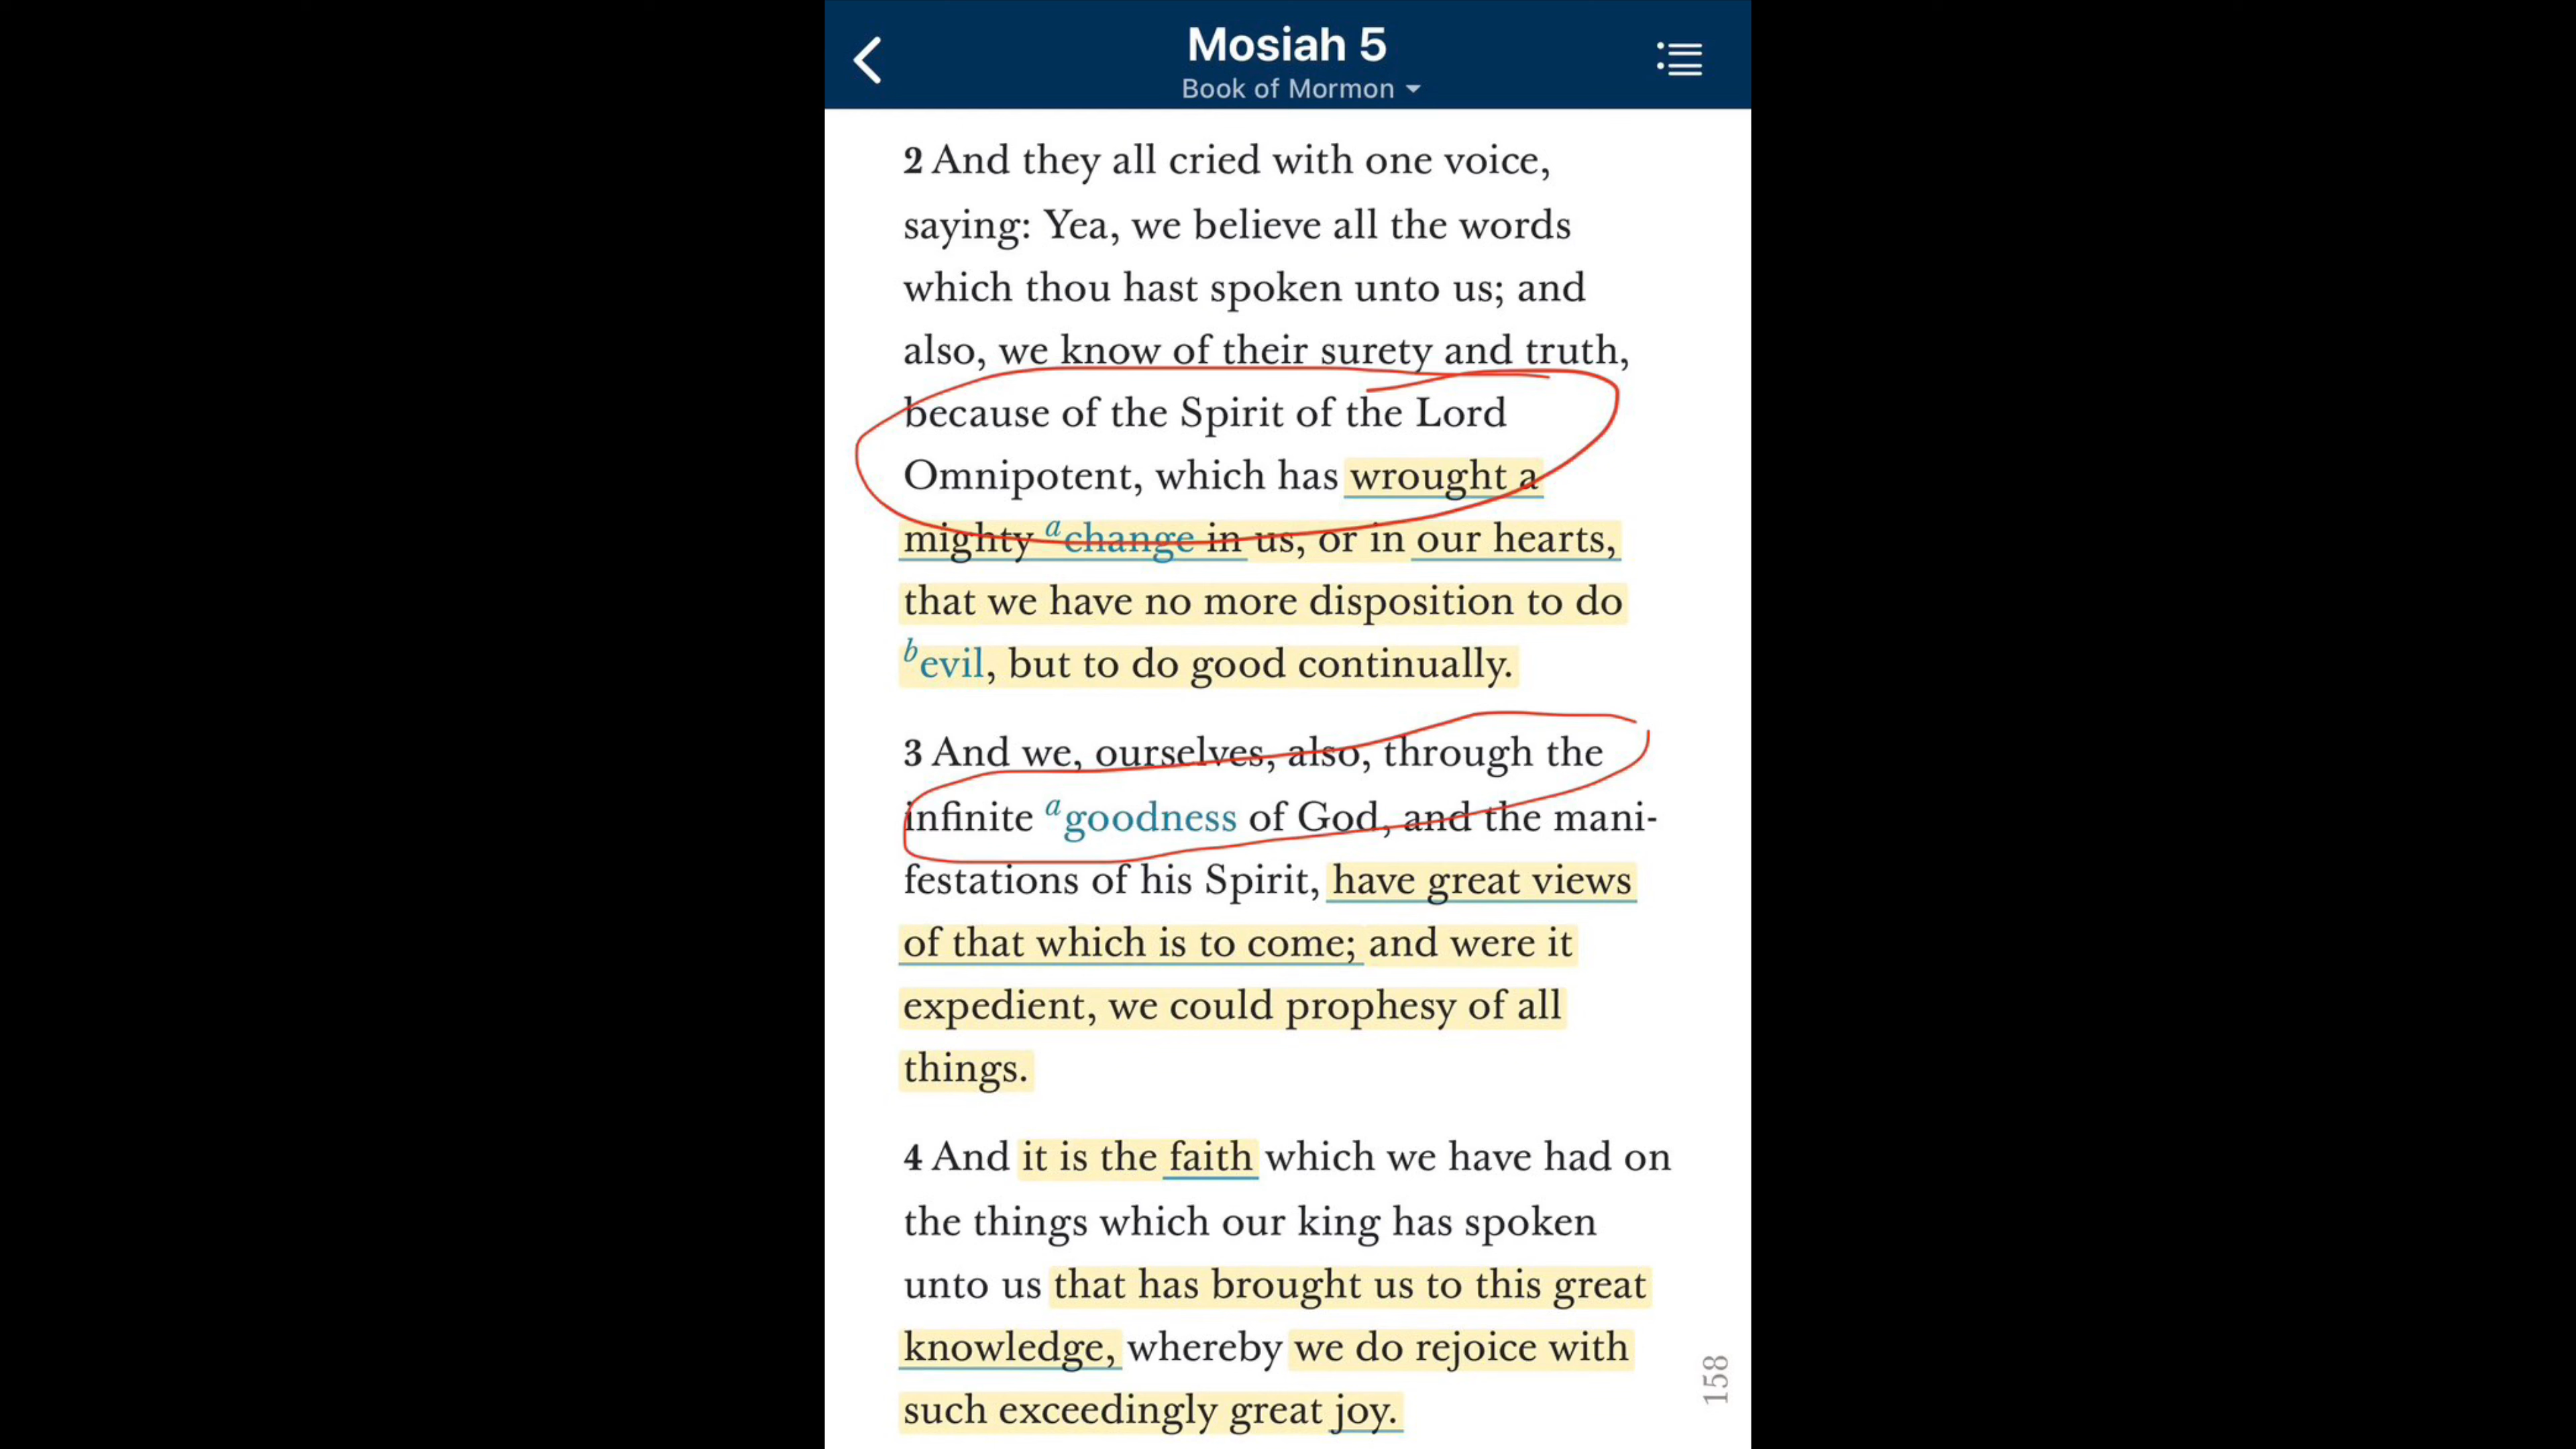 Mosiah 5
Book of Mormon
2 And they all cried with one voice,
saying: Yea, we believe all the words
which thou hast spoken unto us; and
also, we know of their surety and truth,
because of the Spirit of the Lord
Omnipotent, which has wrought a
mighty a change in us, or in our hearts,
that we have no more disposition to do
b evil, but to do good continually.
3 And we, ourselves, also, through the
infinite a goodness of God, and the mani-
festations of his Spirit, have great views
of that which is to come; and were it
expedient, we could prophesy of all
things.
4 And it is the faith which we have had on
the things which our king has spoken
unto us that has brought us to this great
knowledge, whereby we do rejoice with
such exceedingly great joy.
158